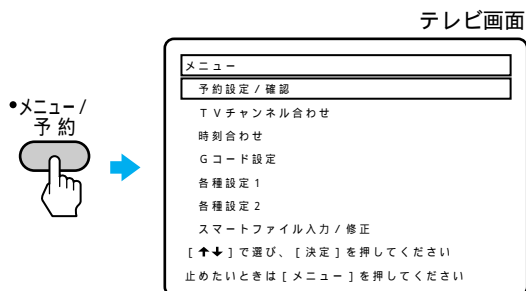 テレビ画面
•メニュー/
予約
メニュー
予約設定/確認
TVチャンネル合わせ
時刻合わせ
Gコード設定
各種設定1
各種設定2
スマートファイル入力/修正
[↑↓]で選び、[決定]を押してください
止めたいときは[メニュー]を押してください